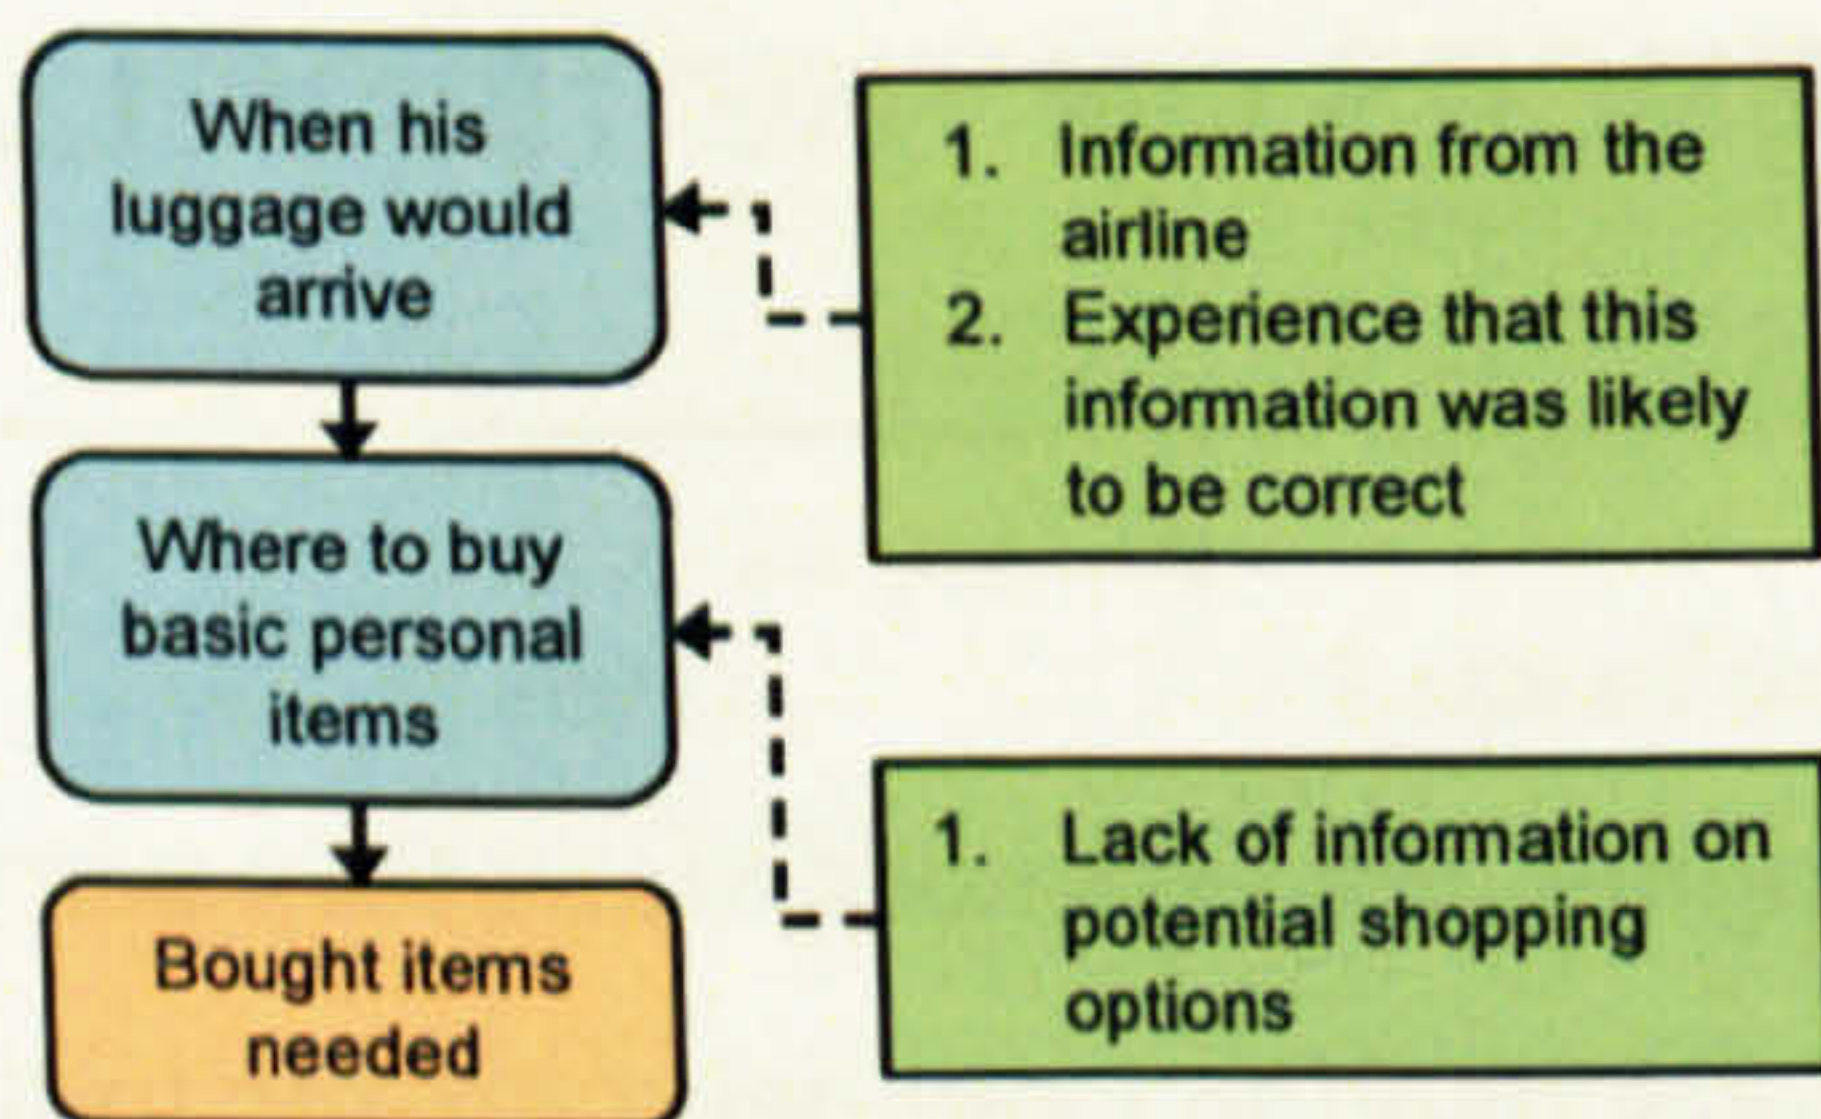 When his
luggage would
arrive
1. Information from the
airline
2. Experience that this
information was likely
to be correct
Where to buy
basic personal
items
1. Lack of information on
potential shopping
options
Bought items
needed